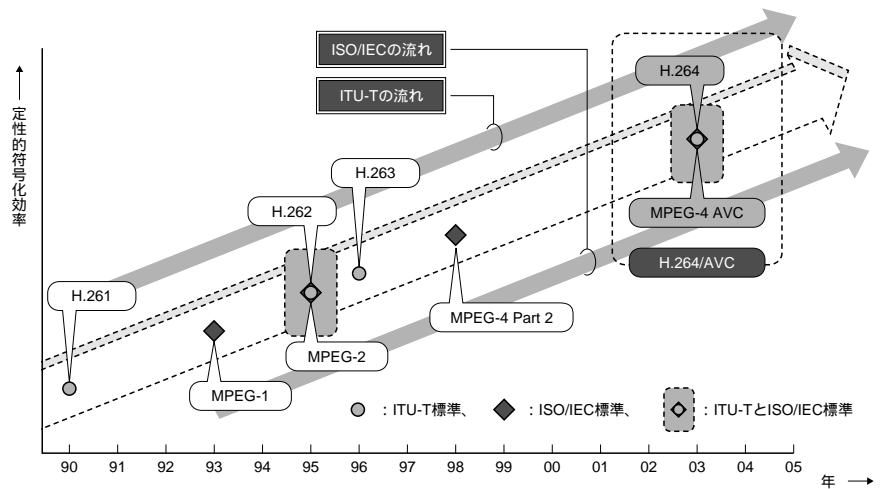 ISO/IECの流れ
ITU-Tの流れ
定性的符号化効率
H.264
H.263
H.262
MPEG-4 AVC
H.264/AVC
H.261
MPEG-4 Part 2
MPEG-2
MPEG-1
：ITU-T標準、 ：ISO/IEC標準、 ：ITU-TとISO/IEC標準
90 91 92 93 94 95 96 97 98 99 00 01 02 03 04 05
年